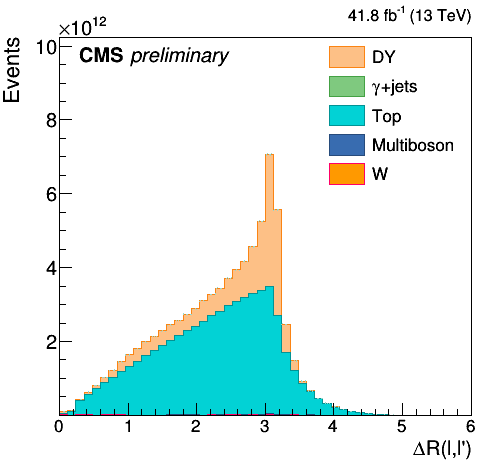 41.8 fb⁻¹ (13 TeV)
×10¹²
CMS preliminary
Events
DY
γ+jets
Top
Multiboson
W
10
8
6
4
2
0 1 2 3 4 5 6
ΔR(l,l')